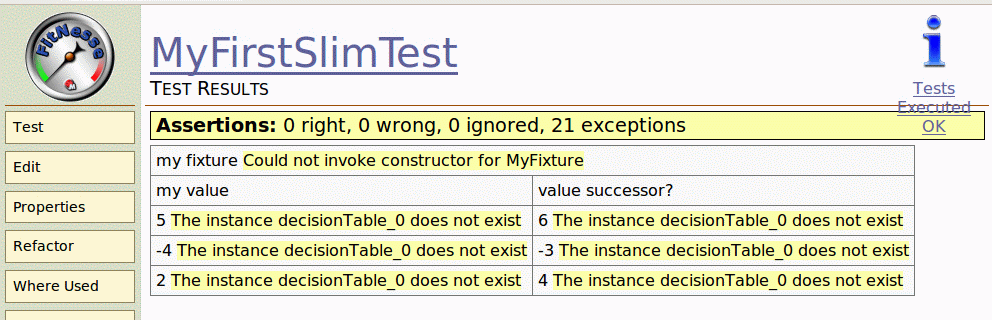 FitNesse
MyFirstSlimTest
TEST RESULTS
Tests
Executed
OK
Test
Edit
Properties
Refactor
Where Used
Assertions: 0 right, 0 wrong, 0 ignored, 21 exceptions
my fixture Could not invoke constructor for MyFixture
my value value successor?
5 The instance decisionTable_0 does not exist 6 The instance decisionTable_0 does not exist
-4 The instance decisionTable_0 does not exist -3 The instance decisionTable_0 does not exist
2 The instance decisionTable_0 does not exist 4 The instance decisionTable_0 does not exist